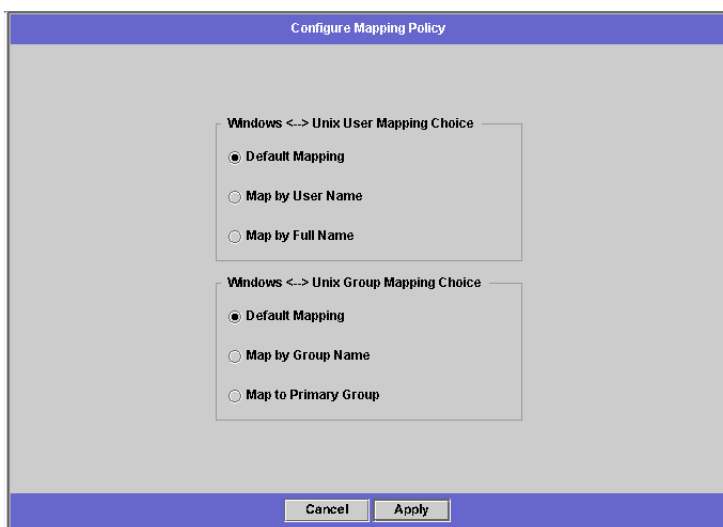 Configure Mapping Policy
Windows <--> Unix User Mapping Choice
Default Mapping
Map by User Name
Map by Full Name
Windows <--> Unix Group Mapping Choice
Default Mapping
Map by Group Name
Map to Primary Group
Cancel Apply